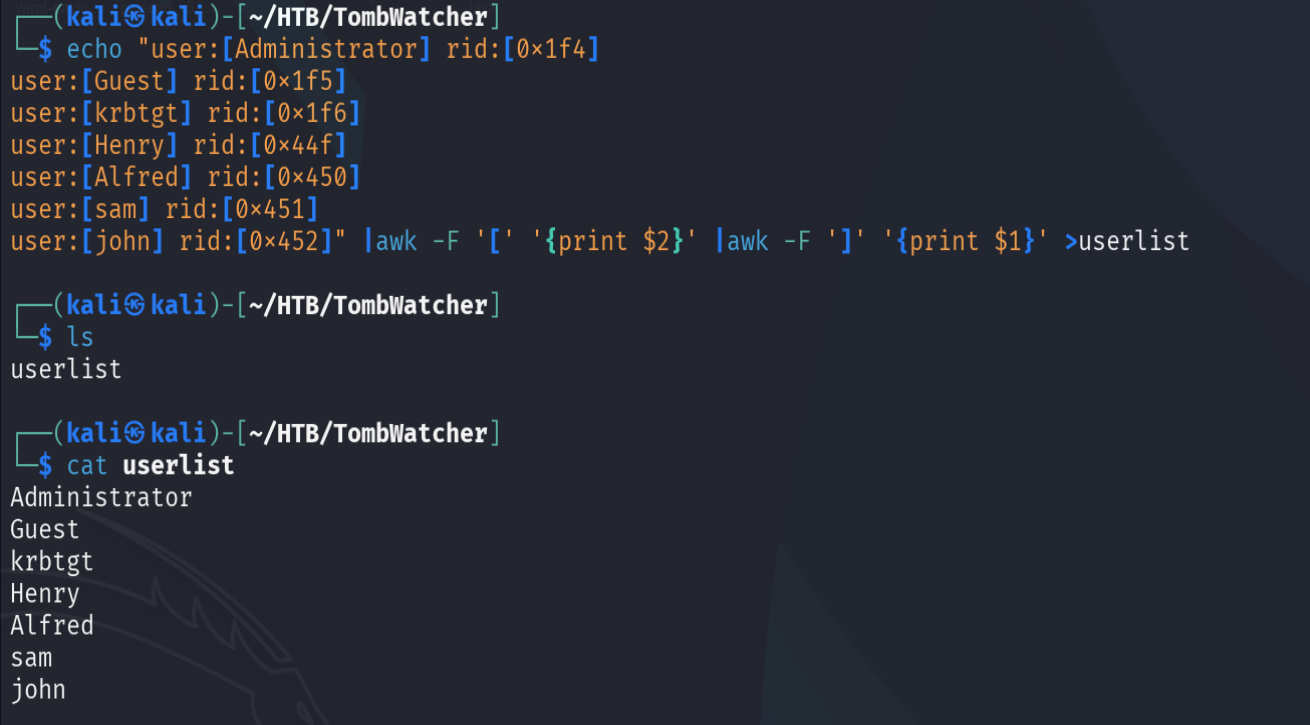 ┌──(kali㉿kali)-[~/HTB/TombWatcher]
└─$ echo "user:[Administrator] rid:[0×1f4]
user:[Guest] rid:[0×1f5]
user:[krbtgt] rid:[0×1f6]
user:[Henry] rid:[0×44f]
user:[Alfred] rid:[0×450]
user:[sam] rid:[0×451]
user:[john] rid:[0×452]" |awk -F '[' '{print $2}' |awk -F ']' '{print $1}' >userlist
┌──(kali㉿kali)-[~/HTB/TombWatcher]
└─$ ls
userlist
┌──(kali㉿kali)-[~/HTB/TombWatcher]
└─$ cat userlist
Administrator
Guest
krbtgt
Henry
Alfred
sam
john